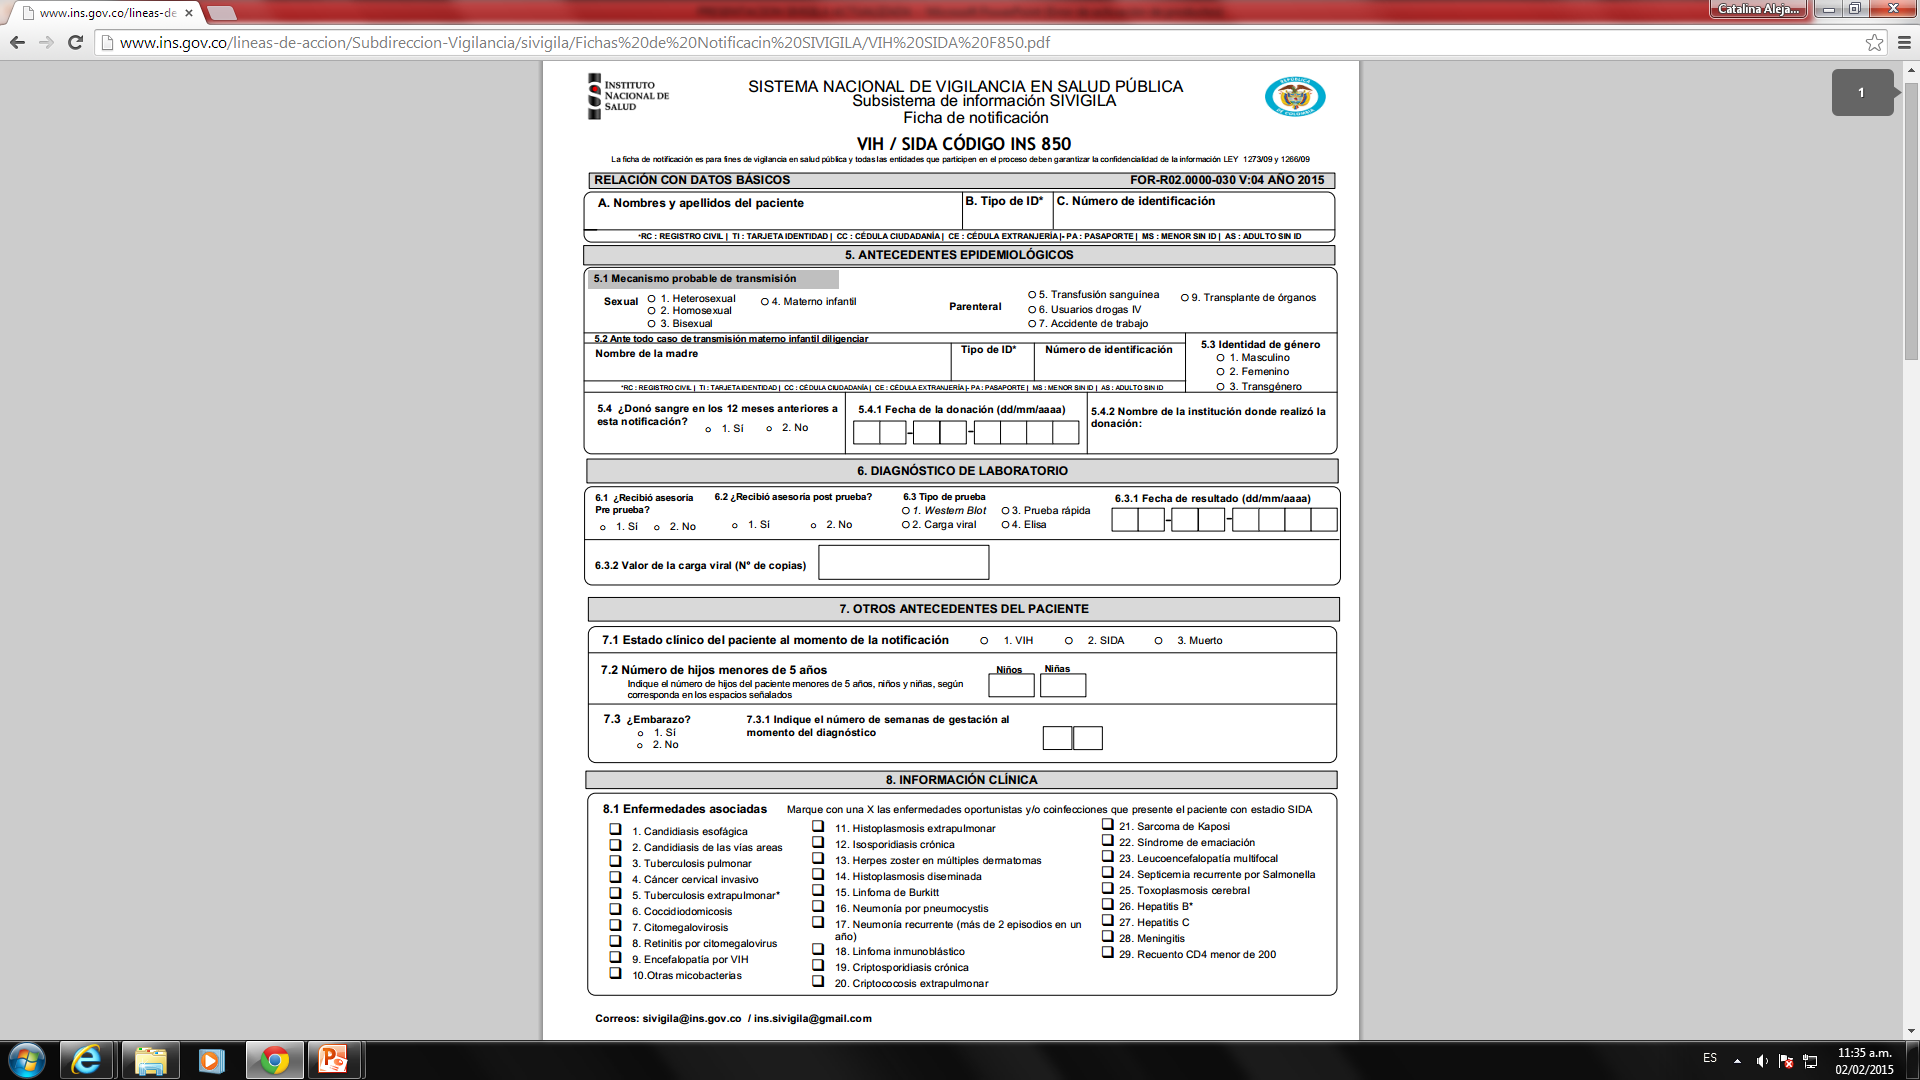 www.ins.gov.co/lineas-de
Catalina Aleja...
www.ins.gov.co/lineas-de-accion/Subdireccion-Vigilancia/sivigila/Fichas%20de%20Notificacin%20SIVIGILA/VIH%20SIDA%20F850.pdf
1
INSTITUTO
NACIONAL DE
SALUD
SISTEMA NACIONAL DE VIGILANCIA EN SALUD PÚBLICA
Subsistema de información SIVIGILA
Ficha de notificación
VIH / SIDA CÓDIGO INS 850
La ficha de notificación es para fines de vigilancia en salud pública y todas las entidades que participen en el proceso deben garantizar la confidencialidad de la información LEY 1273/09 y 1266/09
RELACIÓN CON DATOS BÁSICOS FOR-R02.0000-030 V:04 AÑO 2015
A. Nombres y apellidos del paciente B. Tipo de ID* C. Número de identificación
*RC : REGISTRO CIVIL | TI : TARJETA IDENTIDAD | CC : CÉDULA CIUDADANÍA | CE : CÉDULA EXTRANJERÍA |- PA : PASAPORTE | MS : MENOR SIN ID | AS : ADULTO SIN ID
5. ANTECEDENTES EPIDEMIOLÓGICOS
5.1 Mecanismo probable de transmisión
Sexual
1. Heterosexual
2. Homosexual
3. Bisexual
4. Materno infantil
Parenteral
5. Transfusión sanguínea
6. Usuarios drogas IV
7. Accidente de trabajo
9. Transplante de órganos
5.2 Ante todo caso de transmisión materno infantil diligenciar
Nombre de la madre Tipo de ID* Número de identificación
*RC : REGISTRO CIVIL | TI : TARJETA IDENTIDAD | CC : CÉDULA CIUDADANÍA | CE : CÉDULA EXTRANJERÍA |- PA : PASAPORTE | MS : MENOR SIN ID | AS : ADULTO SIN ID
5.3 Identidad de género
1. Masculino
2. Femenino
3. Transgénero
5.4 ¿Donó sangre en los 12 meses anteriores a
esta notificación? 1. Sí 2. No
5.4.1 Fecha de la donación (dd/mm/aaaa)
5.4.2 Nombre de la institución donde realizó la
donación:
6. DIAGNÓSTICO DE LABORATORIO
6.1 ¿Recibió asesoría
Pre prueba?
1. Sí 2. No
6.2 ¿Recibió asesoría post prueba?
1. Sí 2. No
6.3 Tipo de prueba
1. Western Blot 3. Prueba rápida
2. Carga viral 4. Elisa
6.3.1 Fecha de resultado (dd/mm/aaaa)
6.3.2 Valor de la carga viral (N° de copias)
7. OTROS ANTECEDENTES DEL PACIENTE
7.1 Estado clínico del paciente al momento de la notificación 1. VIH 2. SIDA 3. Muerto
7.2 Número de hijos menores de 5 años Niños Niñas
Indique el número de hijos del paciente menores de 5 años, niños y niñas, según
corresponda en los espacios señalados
7.3 ¿Embarazo?
1. Sí
2. No
7.3.1 Indique el número de semanas de gestación al
momento del diagnóstico
8. INFORMACIÓN CLÍNICA
8.1 Enfermedades asociadas Marque con una X las enfermedades oportunistas y/o coinfecciones que presente el paciente con estadio SIDA
1. Candidiasis esofágica
2. Candidiasis de las vías areas
3. Tuberculosis pulmonar
4. Cáncer cervical invasivo
5. Tuberculosis extrapulmonar*
6. Coccidiodomicosis
7. Citomegalovirosis
8. Retinitis por citomegalovirus
9. Encefalopatía por VIH
10.Otras micobacterias
11. Histoplasmosis extrapulmonar
12. Isosporidiasis crónica
13. Herpes zoster en múltiples dermatomas
14. Histoplasmosis diseminada
15. Linfoma de Burkitt
16. Neumonía por pneumocystis
17. Neumonía recurrente (más de 2 episodios en un
año)
18. Linfoma inmunoblástico
19. Criptosporidiasis crónica
20. Criptococosis extrapulmonar
21. Sarcoma de Kaposi
22. Síndrome de emaciación
23. Leucoencefalopatía multifocal
24. Septicemia recurrente por Salmonella
25. Toxoplasmosis cerebral
26. Hepatitis B*
27. Hepatitis C
28. Meningitis
29. Recuento CD4 menor de 200
Correos: sivigila@ins.gov.co / ins.sivigila@gmail.com
ES
11:35 a.m.
02/02/2015